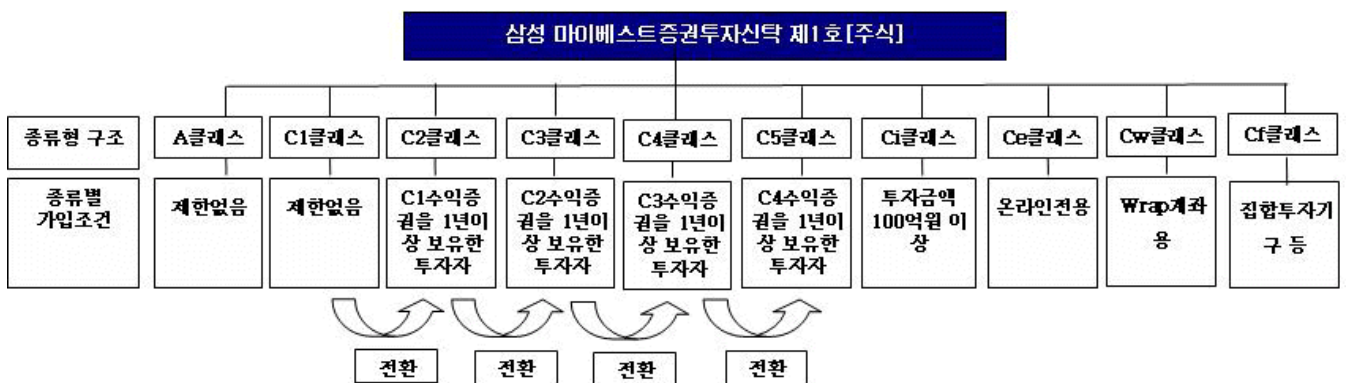 삼성 마이베스트증권투자신탁 제1호[주식]
종류형 구조
A클래스
C1클래스
C2클래스
C3클래스
C4클래스
C5클래스
Ci클래스
Ce클래스
Cw클래스
Cf클래스
종류별
가입조건
제한없음
제한없음
C1수익증
권을 1년이
상 보유한
투자자
C2수익증
권을 1년이
상 보유한
투자자
C3수익증
권을 1년이
상 보유한
투자자
C4수익증
권을 1년이
상 보유한
투자자
투자금액
100억원 이
상
온라인전용
Wrap계좌
용
집합투자기
구 등
전환
전환
전환
전환